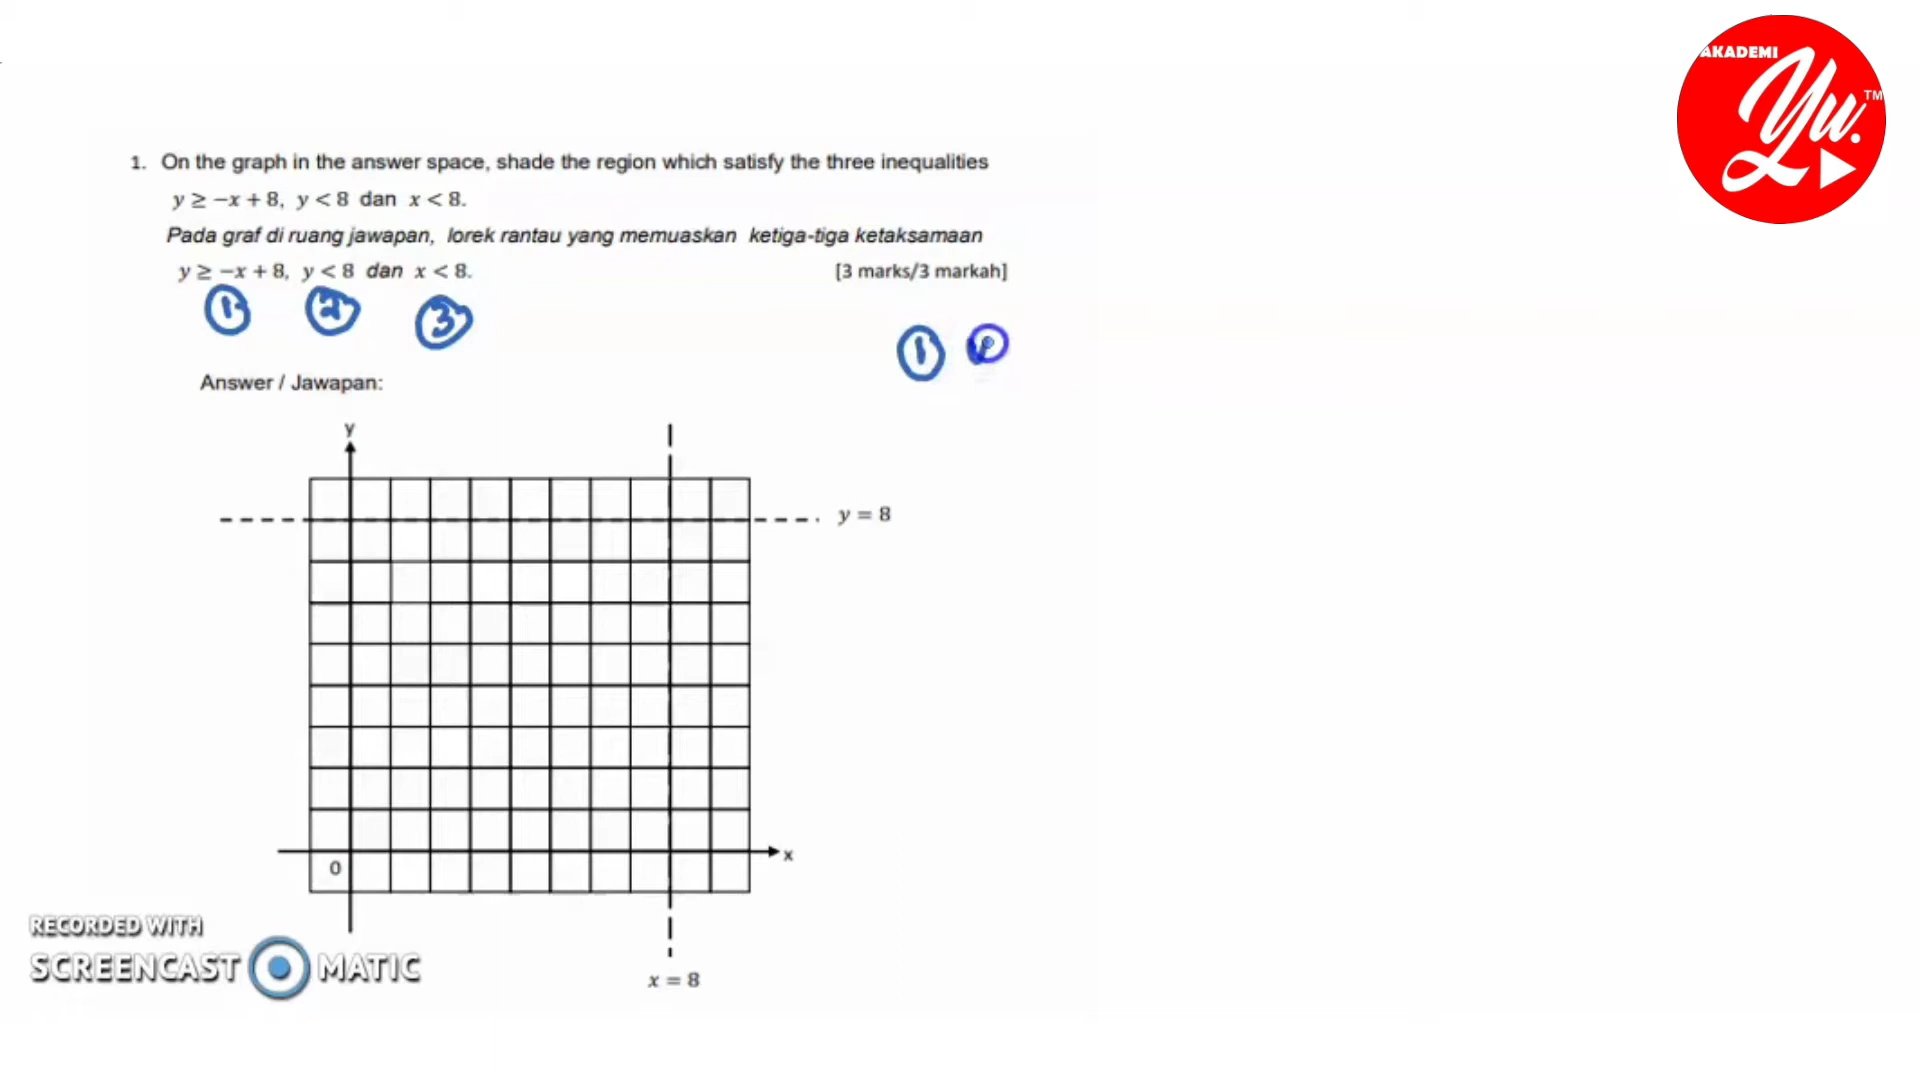 AKADEMI
Yu.
TM
1. On the graph in the answer space, shade the region which satisfy the three inequalities
y ≥ −x + 8, y < 8 dan x < 8.
Pada graf di ruang jawapan, lorek rantau yang memuaskan ketiga-tiga ketaksamaan
y ≥ −x + 8, y < 8 dan x < 8. [3 marks/3 markah]
1 2 3
1
Answer / Jawapan:
y
y = 8
x
0
x = 8
RECORDED WITH
SCREENCAST MATIC